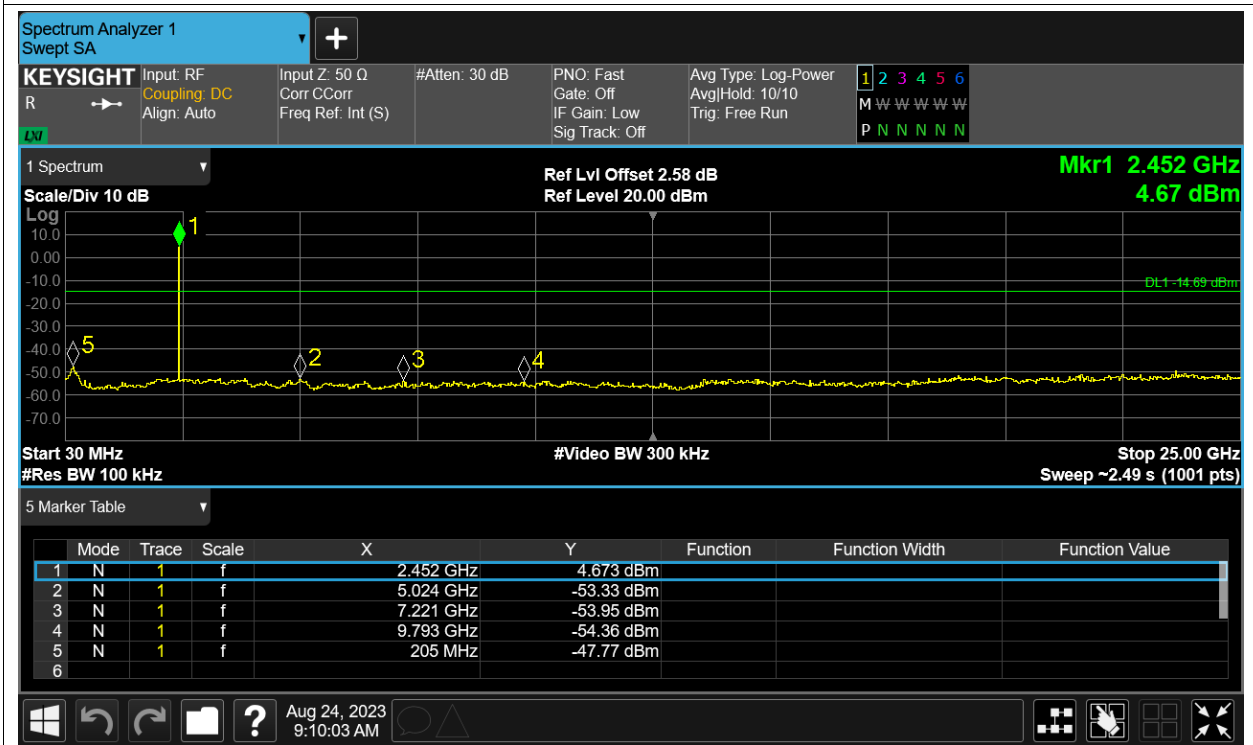 Spectrum Analyzer 1
Swept SA
KEYSIGHT Input: RF Input Z: 50 Ω #Atten: 30 dB PNO: Fast Avg Type: Log-Power 1 2 3 4 5 6
R Coupling: DC Corr CCorr Gate: Off Avg|Hold: 10/10 M W W W W W
Align: Auto Freq Ref: Int (S) IF Gain: Low Trig: Free Run
LXI Sig Track: Off P N N N N N
1 Spectrum Ref Lvl Offset 2.58 dB Mkr1 2.452 GHz
Scale/Div 10 dB Ref Level 20.00 dBm 4.67 dBm
Log
1
10.0
0.00
-10.0 DL1 -14.69 dBm
-20.0
-30.0
-40.0 5 2 3 4
-50.0
-60.0
-70.0
Start 30 MHz #Video BW 300 kHz Stop 25.00 GHz
#Res BW 100 kHz Sweep ~2.49 s (1001 pts)
5 Marker Table
Mode Trace Scale X Y Function Function Width Function Value
1 N 1 f 2.452 GHz 4.673 dBm
2 N 1 f 5.024 GHz -53.33 dBm
3 N 1 f 7.221 GHz -53.95 dBm
4 N 1 f 9.793 GHz -54.36 dBm
5 N 1 f 205 MHz -47.77 dBm
6
? Aug 24, 2023
9:10:03 AM